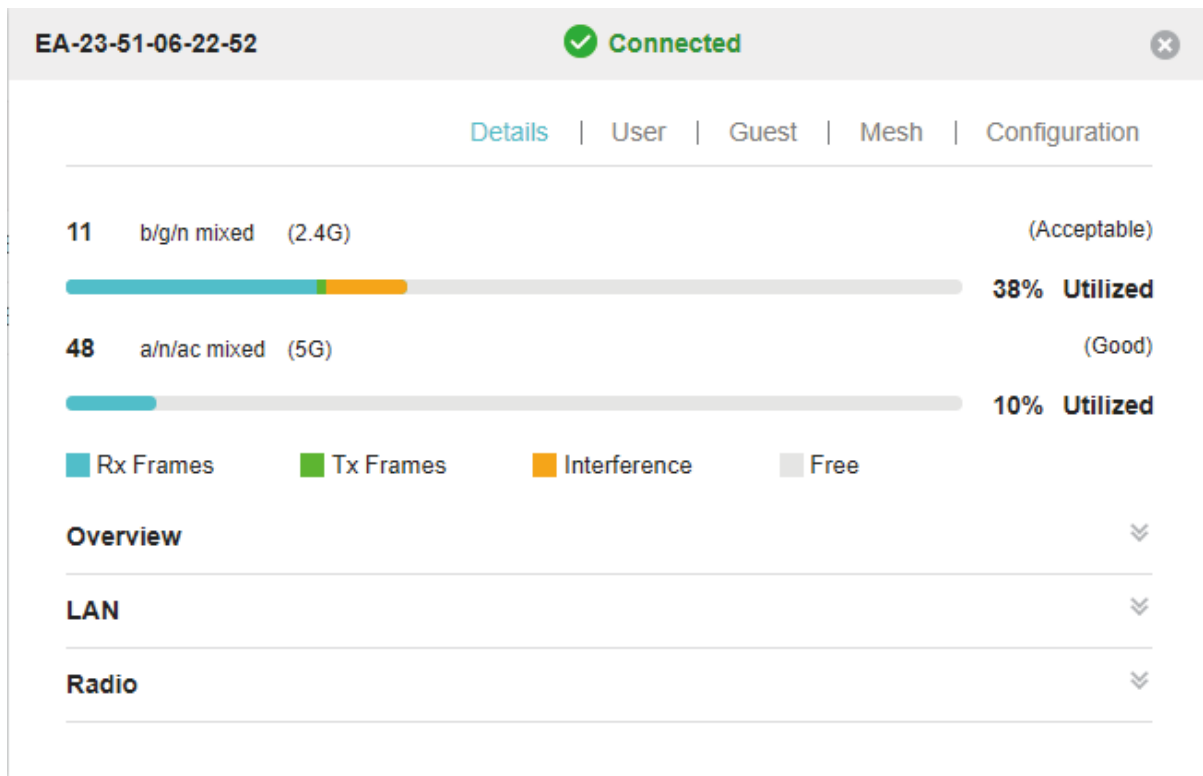 EA-23-51-06-22-52 Connected
Details | User | Guest | Mesh | Configuration
11 b/g/n mixed (2.4G) (Acceptable)
38% Utilized
48 a/n/ac mixed (5G) (Good)
10% Utilized
Rx Frames Tx Frames Interference Free
Overview
LAN
Radio